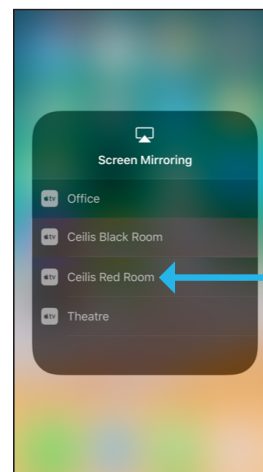 Screen Mirroring
tv Office
tv Ceilis Black Room
tv Ceilis Red Room
tv Theatre